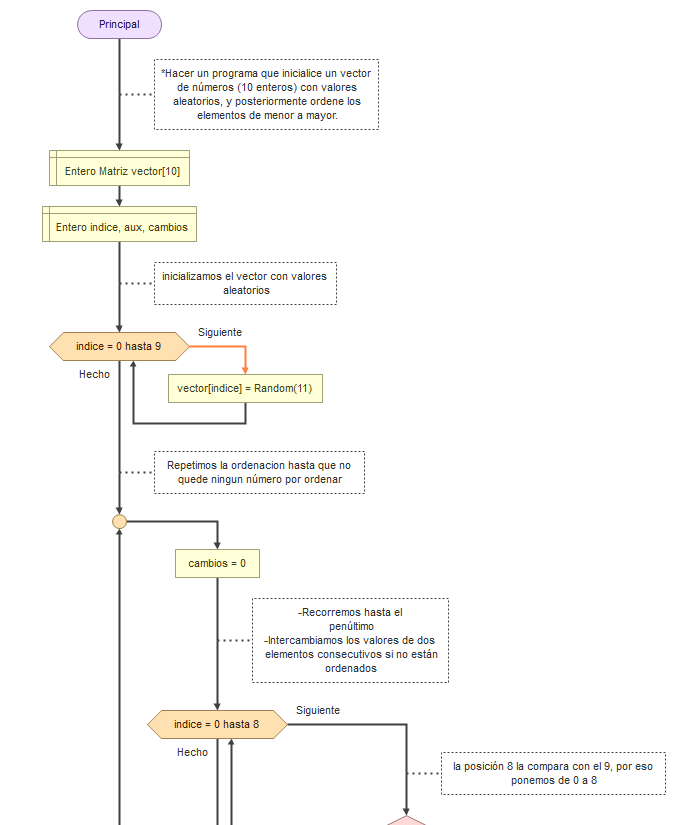 Principal
*Hacer un programa que inicialice un vector
de números (10 enteros) con valores
aleatorios, y posteriormente ordene los
elementos de menor a mayor.
Entero Matriz vector[10]
Entero indice, aux, cambios
inicializamos el vector con valores
aleatorios
Siguiente
indice = 0 hasta 9
Hecho
vector[indice] = Random(11)
Repetimos la ordenacion hasta que no
quede ningun número por ordenar
cambios = 0
-Recorremos hasta el
penúltimo
-Intercambiamos los valores de dos
elementos consecutivos si no están
ordenados
Siguiente
indice = 0 hasta 8
Hecho
la posición 8 la compara con el 9, por eso
ponemos de 0 a 8